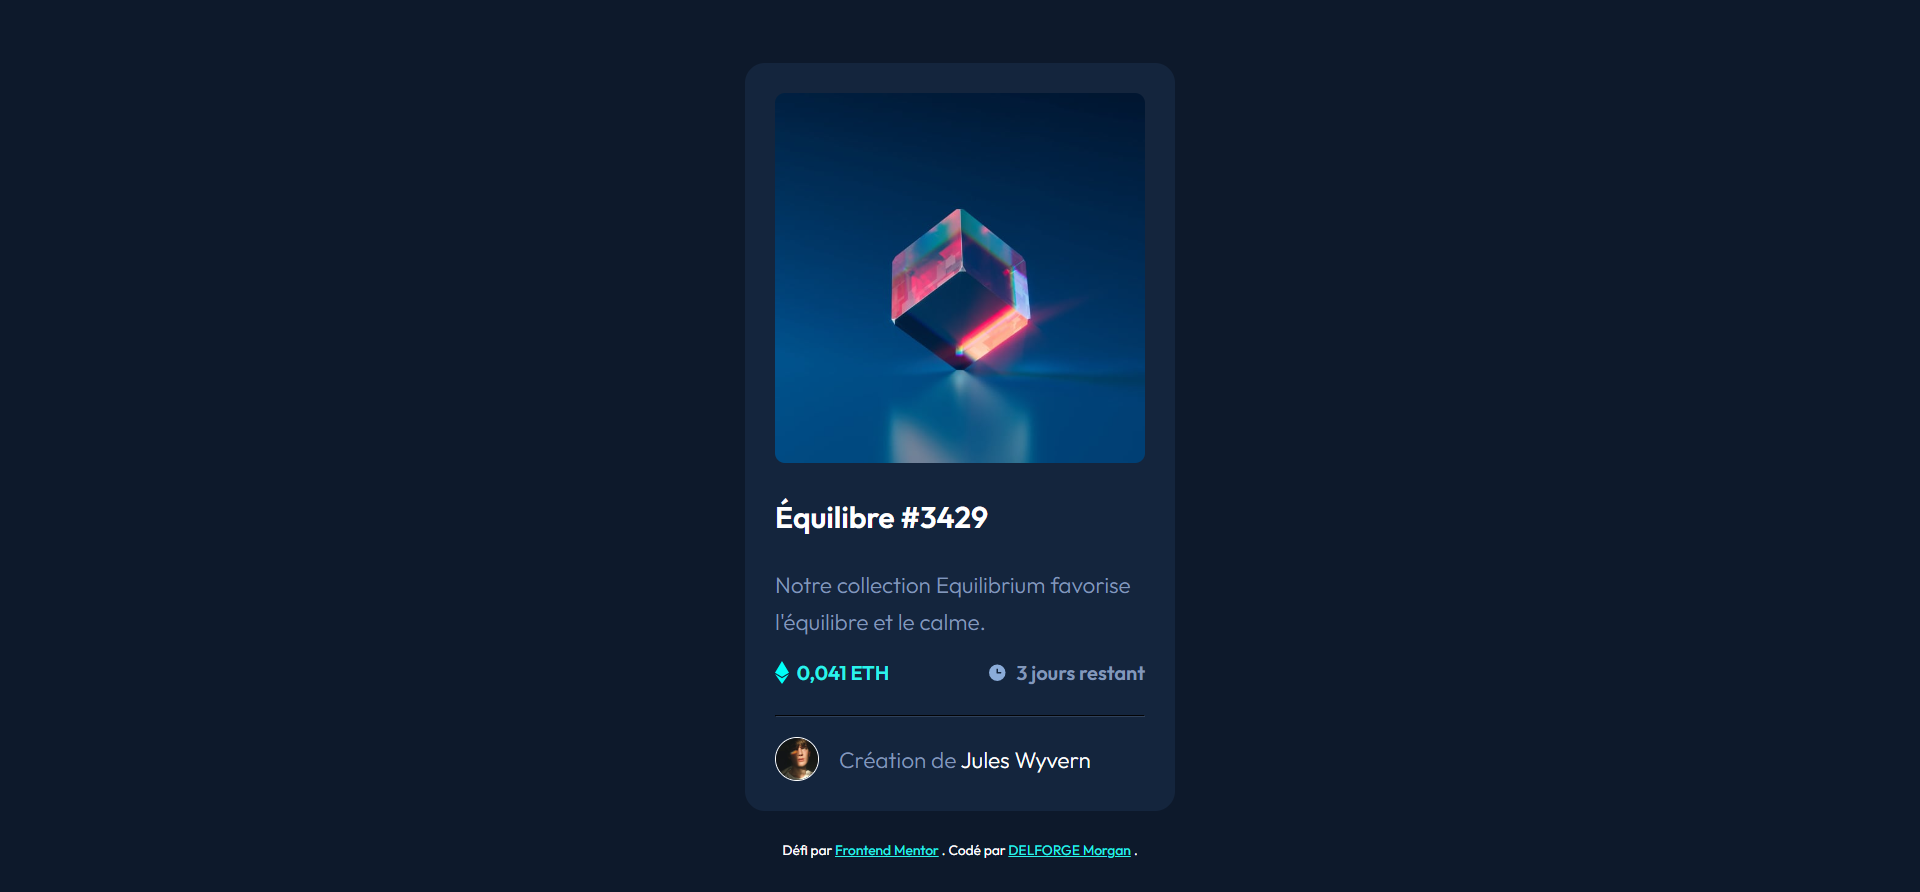 Équilibre #3429
Notre collection Equilibrium favorise
l'équilibre et le calme.
0,041 ETH
3 jours restant
Création de Jules Wyvern
Défi par Frontend Mentor . Codé par DELFORGE Morgan .